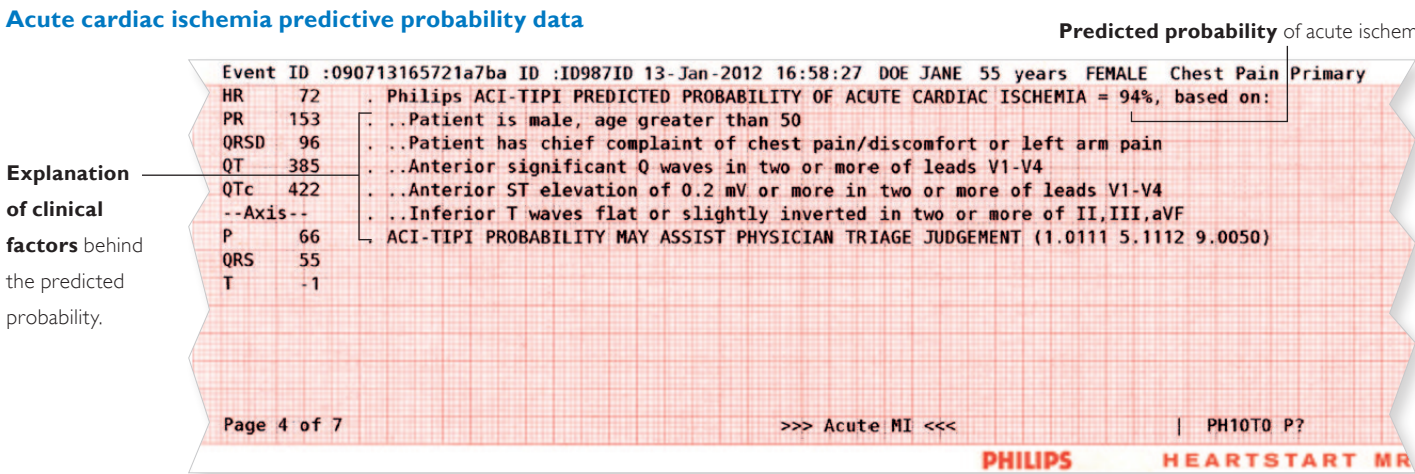 Acute cardiac ischemia predictive probability data
Predicted probability of acute ischem
Event ID :090713165721a7ba ID :ID987ID 13-Jan-2012 16:58:27 DOE JANE 55 years FEMALE Chest Pain Primary
HR 72 . Philips ACI-TIPI PREDICTED PROBABILITY OF ACUTE CARDIAC ISCHEMIA = 94%, based on:
PR 153 . ..Patient is male, age greater than 50
QRSD 96 . ..Patient has chief complaint of chest pain/discomfort or left arm pain
QT 385 . ..Anterior significant Q waves in two or more of leads V1-V4
QTc 422 . ..Anterior ST elevation of 0.2 mV or more in two or more of leads V1-V4
--Axis-- . ..Inferior T waves flat or slightly inverted in two or more of II,III,aVF
P 66 . ACI-TIPI PROBABILITY MAY ASSIST PHYSICIAN TRIAGE JUDGEMENT (1.0111 5.1112 9.0050)
QRS 55
T -1
Explanation
of clinical
factors behind
the predicted
probability.
Page 4 of 7 >>> Acute MI <<< | PH10TO P?
PHILIPS HEARTSTART MR